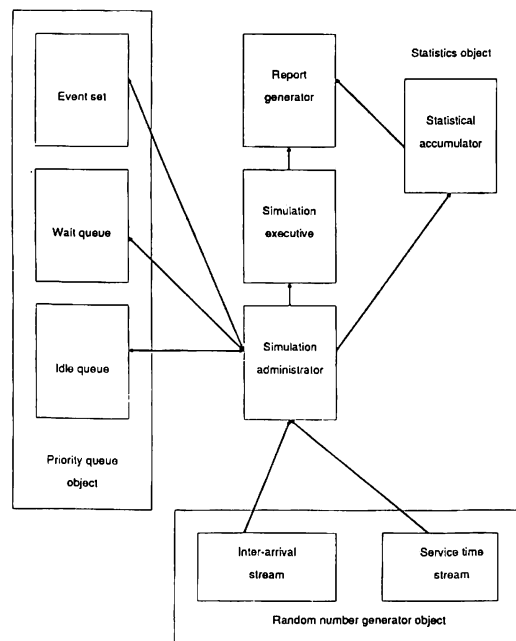 Event set
Wait queue
Idle queue
Priority queue
object
Report
generator
Simulation
executive
Simulation
administrator
Statistics object
Statistical
accumulator
Inter-arrival
stream
Service time
stream
Random number generator object